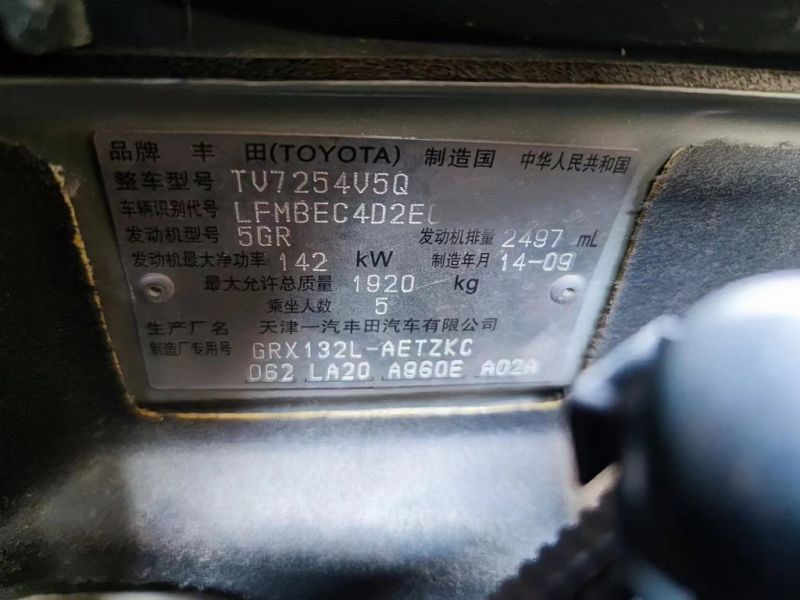 品牌 丰田(TOYOTA) 制造国 中华人民共和国
整车型号 TV7254V5Q
车辆识别代号 LFMBEC4D2E
发动机型号 5GR 发动机排量 2497 mL
发动机最大净功率 142 kW 制造年月 14-09
最大允许总质量 1920 kg
乘坐人数 5
生产厂名 天津一汽丰田汽车有限公司
制造厂专用号 GRX132L-AETZKC
D62 LA20 A960E A02A